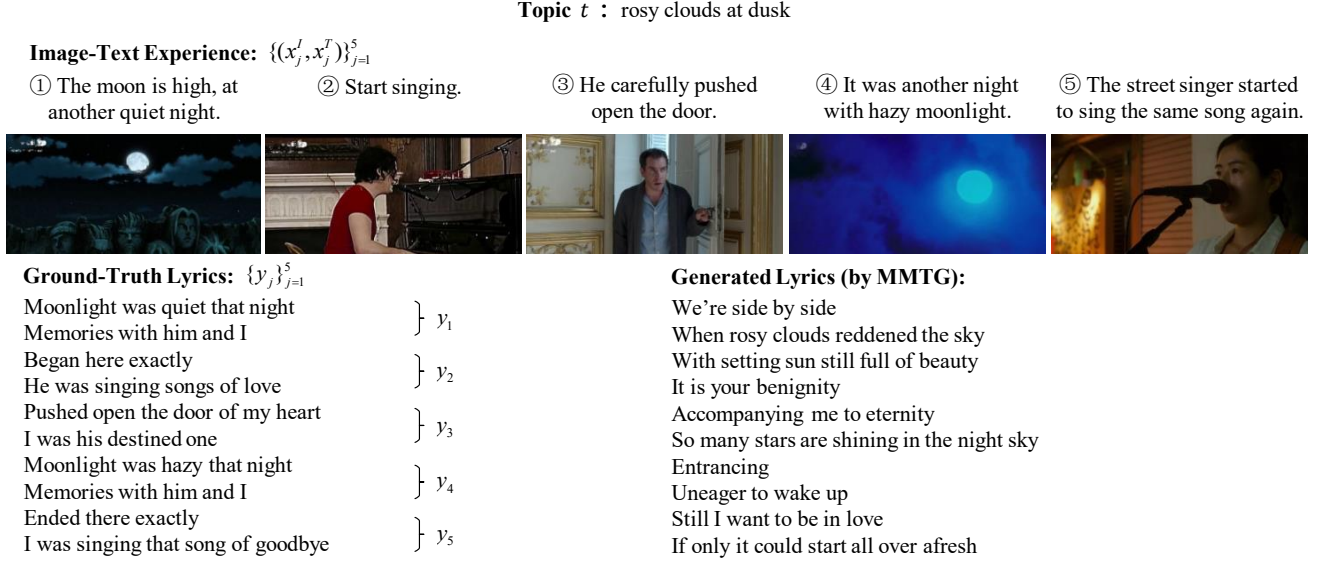 Topic t : rosy clouds at dusk
Image-Text Experience: {(x_j^I, x_j^T)}_{j=1}^5
① The moon is high, at
another quiet night.
② Start singing.
③ He carefully pushed
open the door.
④ It was another night
with hazy moonlight.
⑤ The street singer started
to sing the same song again.
Ground-Truth Lyrics: {y_j}_{j=1}^5
Moonlight was quiet that night
Memories with him and I
y_1
Began here exactly
He was singing songs of love
y_2
Pushed open the door of my heart
I was his destined one
y_3
Moonlight was hazy that night
Memories with him and I
y_4
Ended there exactly
I was singing that song of goodbye
y_5
Generated Lyrics (by MMTG):
We're side by side
When rosy clouds reddened the sky
With setting sun still full of beauty
It is your benignity
Accompanying me to eternity
So many stars are shining in the night sky
Entrancing
Uneager to wake up
Still I want to be in love
If only it could start all over afresh